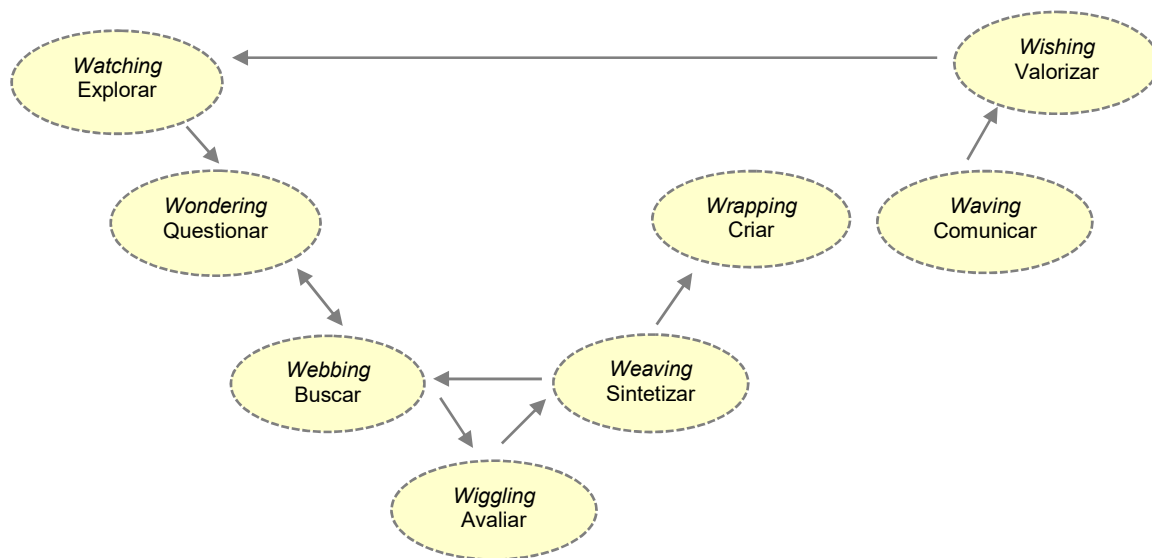 Watching
Explorar
Wishing
Valorizar
Wondering
Questionar
Wrapping
Criar
Waving
Comunicar
Webbing
Buscar
Weaving
Sintetizar
Wiggling
Avaliar